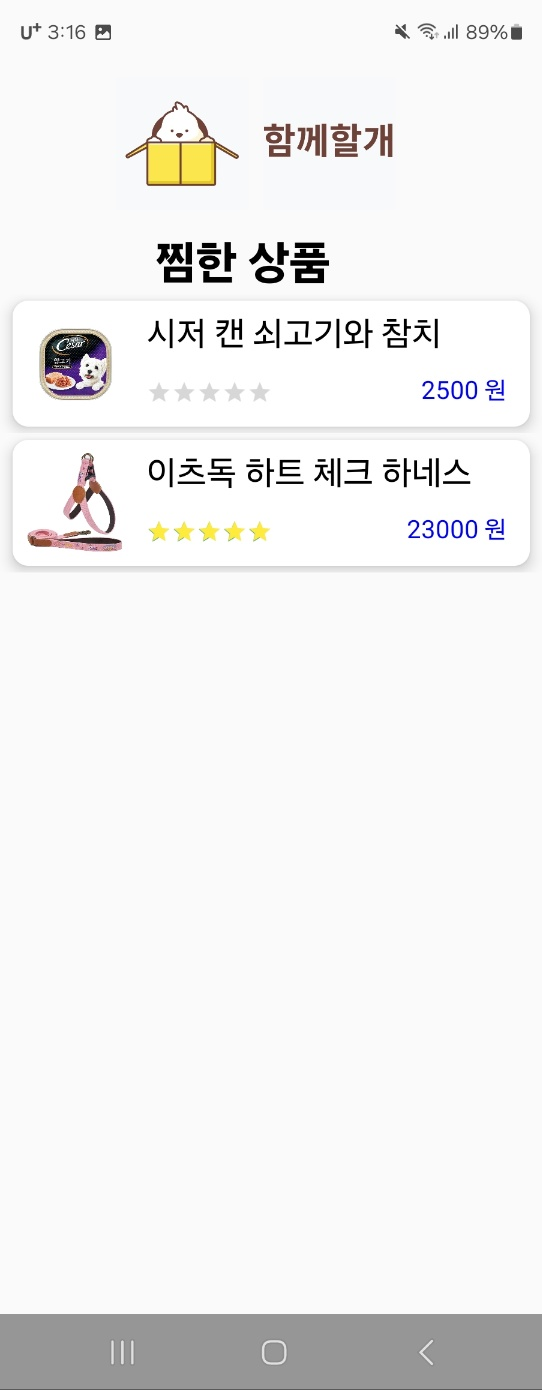 U+ 3:16 89%
함께할개
찜한 상품
시저 캔 쇠고기와 참치
Cesar
2500 원
이츠독 하트 체크 하네스
23000 원